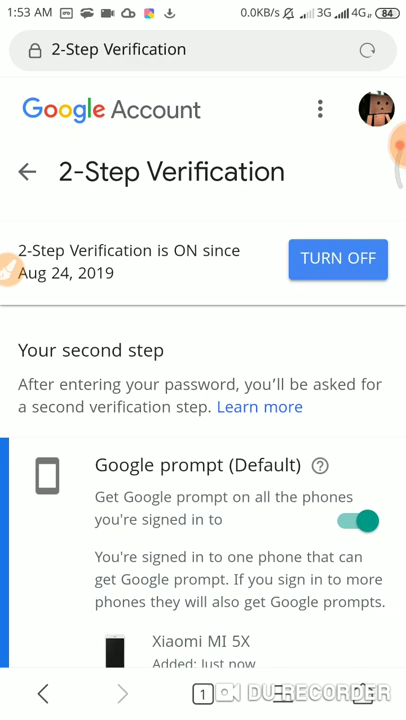 1:53 AM 0.0KB/s 3G 4G 84
2-Step Verification
Google Account
2-Step Verification
2-Step Verification is ON since
Aug 24, 2019
TURN OFF
Your second step
After entering your password, you'll be asked for
a second verification step. Learn more
Google prompt (Default)
Get Google prompt on all the phones
you're signed in to
You're signed in to one phone that can
get Google prompt. If you sign in to more
phones they will also get Google prompts.
Xiaomi MI 5X
Added: Just now
1
DU RECORDER